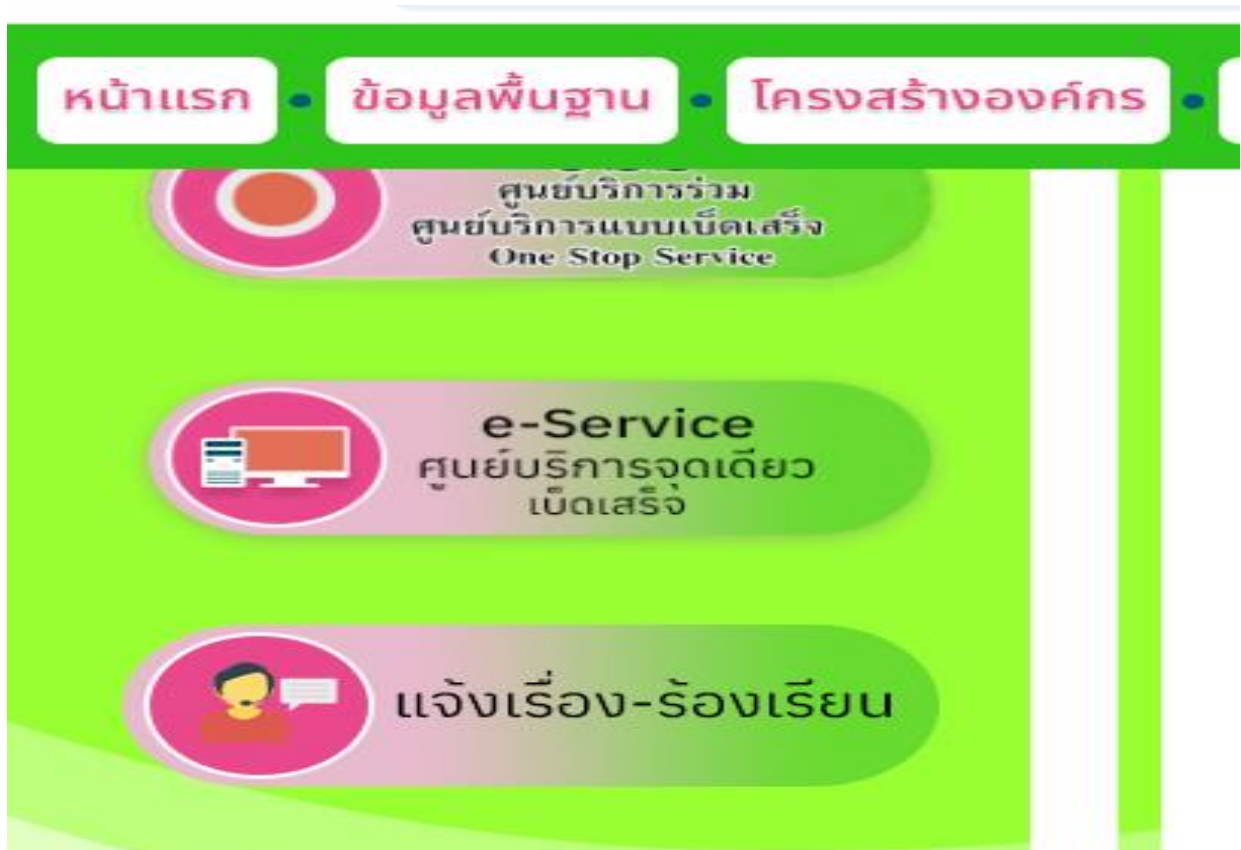 หน้าแรก • ข้อมูลพื้นฐาน • โครงสร้างองค์กร •
ศูนย์บริการร่วม
ศูนย์บริการแบบเบ็ดเสร็จ
One Stop Service
e-Service
ศูนย์บริการจุดเดียว
เบ็ดเสร็จ
แจ้งเรื่อง-ร้องเรียน